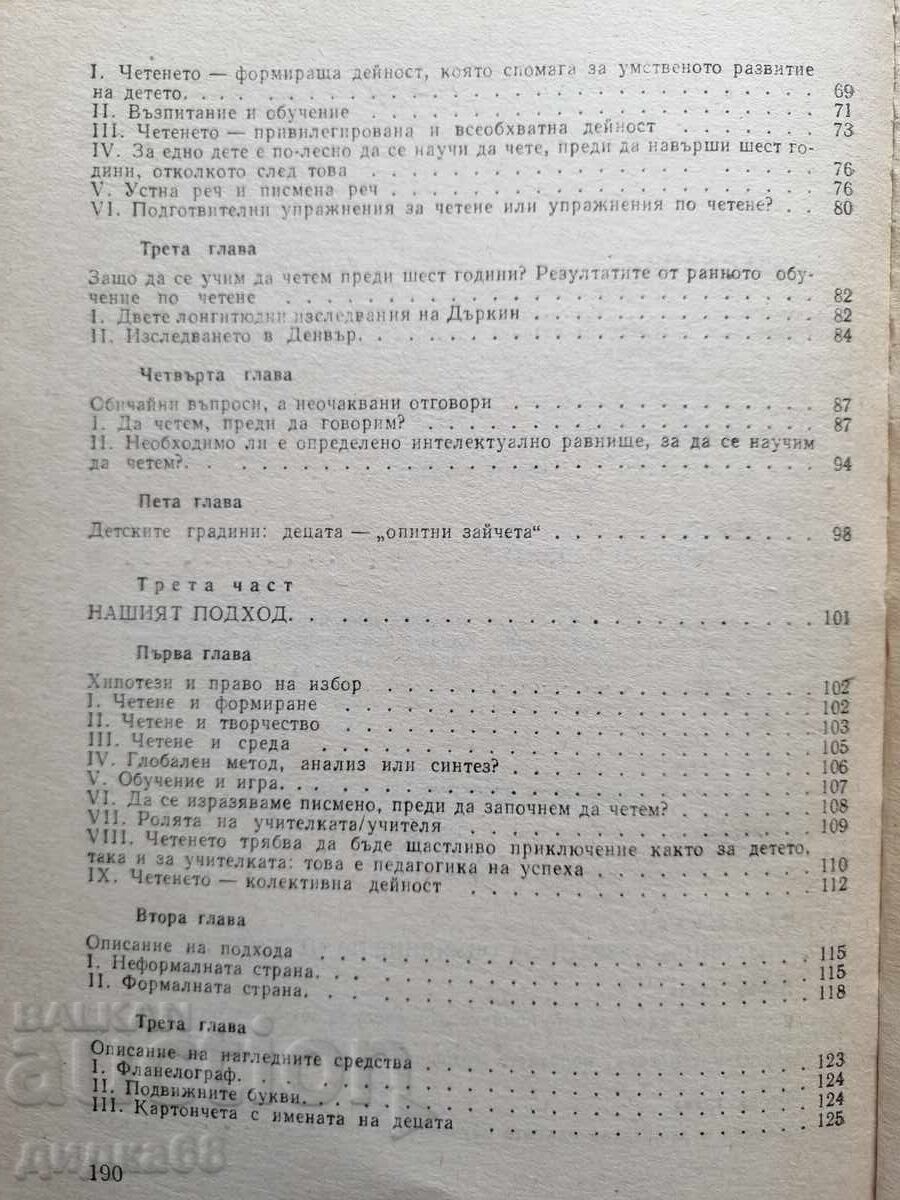 I. Четенето — формираща дейност, която спомага за умственото развитие
на детето. . . . . . . . . . . . . . . . . . . . 69
II. Възпитание и обучение . . . . . . . . . . . . . . . 71
III. Четенето — привилегирована и всеобхватна дейност . . . . . . 73
IV. За едно дете е по-лесно да се научи да чете, преди да навърши шест го-
дини, отколкото след това . . . . . . . . . . . . . . 76
V. Устна реч и писмена реч . . . . . . . . . . . . . . 76
VI. Подготвителни упражнения за четене или упражнения по четене? . . 80
Трета глава
Защо да се учим да четем преди шест години? Резултатите от ранното обу-
чение по четене . . . . . . . . . . . . . . . . . 82
I. Двете лонгитюдни изследвания на Дъркин . . . . . . . . . 82
II. Изследването в Денвър. . . . . . . . . . . . . . . . 84
Четвърта глава
Обичайни въпроси, а неочаквани отговори . . . . . . . . . . 87
I. Да четем, преди да говорим? . . . . . . . . . . . . . 87
II. Необходимо ли е определено интелектуално равнище, за да се научим
да четем?. . . . . . . . . . . . . . . . . . . . 94
Пета глава
Детските градини: децата — „опитни зайчета“ . . . . . . . . . 98
Трета част
НАШИЯТ ПОДХОД. . . . . . . . . . . . . . . . . . 101
Първа глава
Хипотези и право на избор . . . . . . . . . . . . . . 102
I. Четене и формиране . . . . . . . . . . . . . . . . 102
II. Четене и творчество . . . . . . . . . . . . . . . . 103
III. Четене и среда . . . . . . . . . . . . . . . . . 105
IV. Глобален метод, анализ или синтез? . . . . . . . . . . 106
V. Обучение и игра. . . . . . . . . . . . . . . . . . 107
VI. Да се изразяваме писмено, преди да започнем да четем? . . . . 108
VII. Ролята на учителката/учителя . . . . . . . . . . . . 109
VIII. Четенето трябва да бъде щастливо приключение както за детето,
така и за учителката: това е педагогика на успеха . . . . . . . 110
IX. Четенето — колективна дейност . . . . . . . . . . . . 112
Втора глава
Описание на подхода . . . . . . . . . . . . . . . . 115
I. Неформалната страна. . . . . . . . . . . . . . . . 115
II. Формалната страна. . . . . . . . . . . . . . . . . 118
Трета глава
Описание на нагледните средства . . . . . . . . . . . . 123
I. Фланелограф. . . . . . . . . . . . . . . . . . . 124
II. Подвижните букви. . . . . . . . . . . . . . . . . 124
III. Картончета с имената на децата . . . . . . . . . . . 125
190
БАЛКАН
auction
дичка68